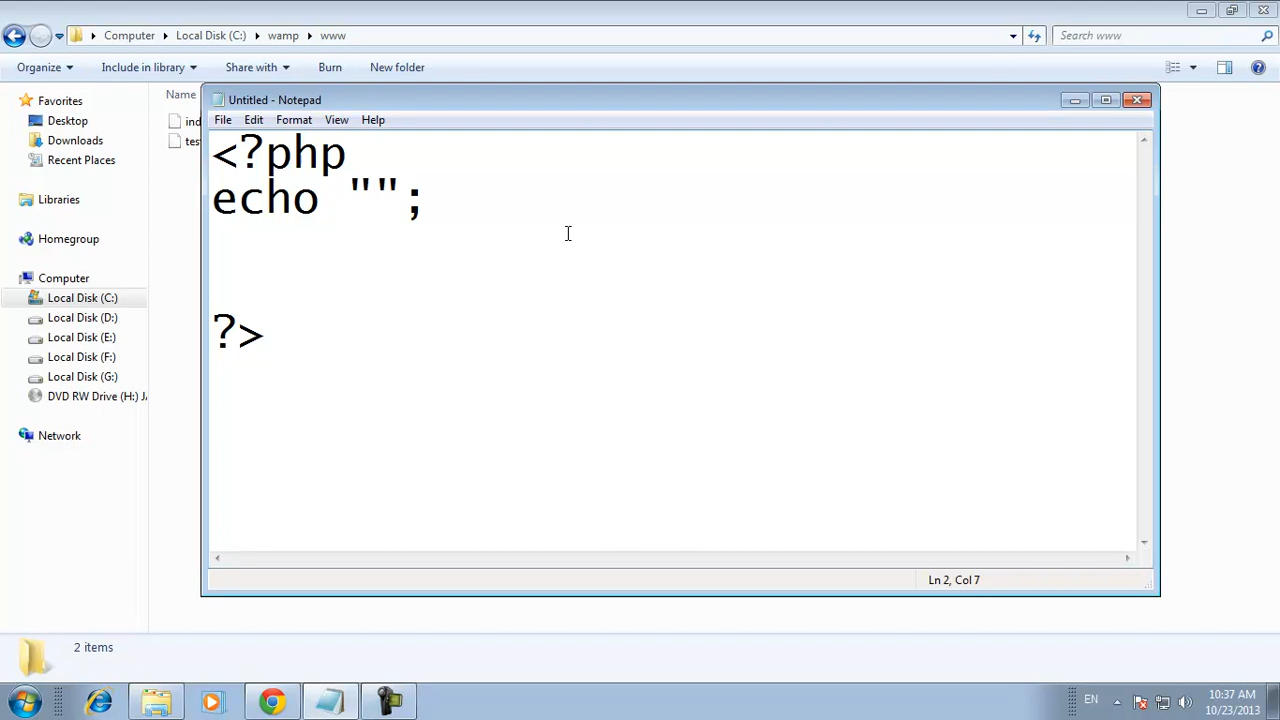 Computer Local Disk (C:) wamp www
Search www
Organize Include in library Share with Burn New folder
Favorites
Desktop
Downloads
Recent Places
Libraries
Homegroup
Computer
Local Disk (C:)
Local Disk (D:)
Local Disk (E:)
Local Disk (F:)
Local Disk (G:)
DVD RW Drive (H:) J
Network
Name
ind
tes
Untitled - Notepad
File Edit Format View Help
<?php
echo "";
?>
Ln 2, Col 7
2 items
EN
10:37 AM
10/23/2013